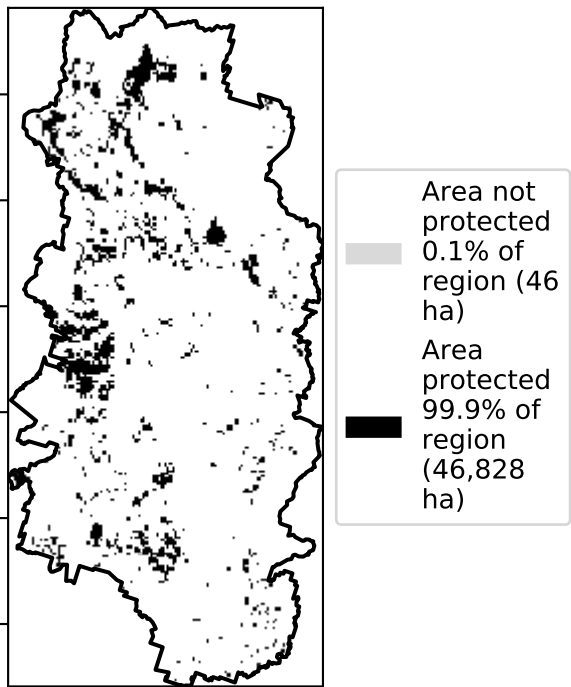 Area not
protected
0.1% of
region (46
ha)
Area
protected
99.9% of
region
(46,828
ha)